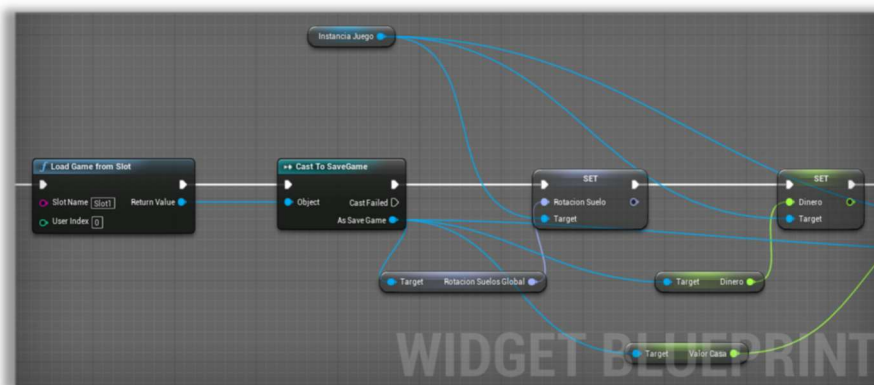 Instancia Juego
Load Game from Slot
Slot Name Slot1 Return Value
User Index 0
Cast To SaveGame
Object Cast Failed
As Save Game
SET
Rotacion Suelo
Target
SET
Dinero
Target
Target Rotacion Suelos Global
Target Dinero
Target Valor Casa
WIDGET BLUEPRINT